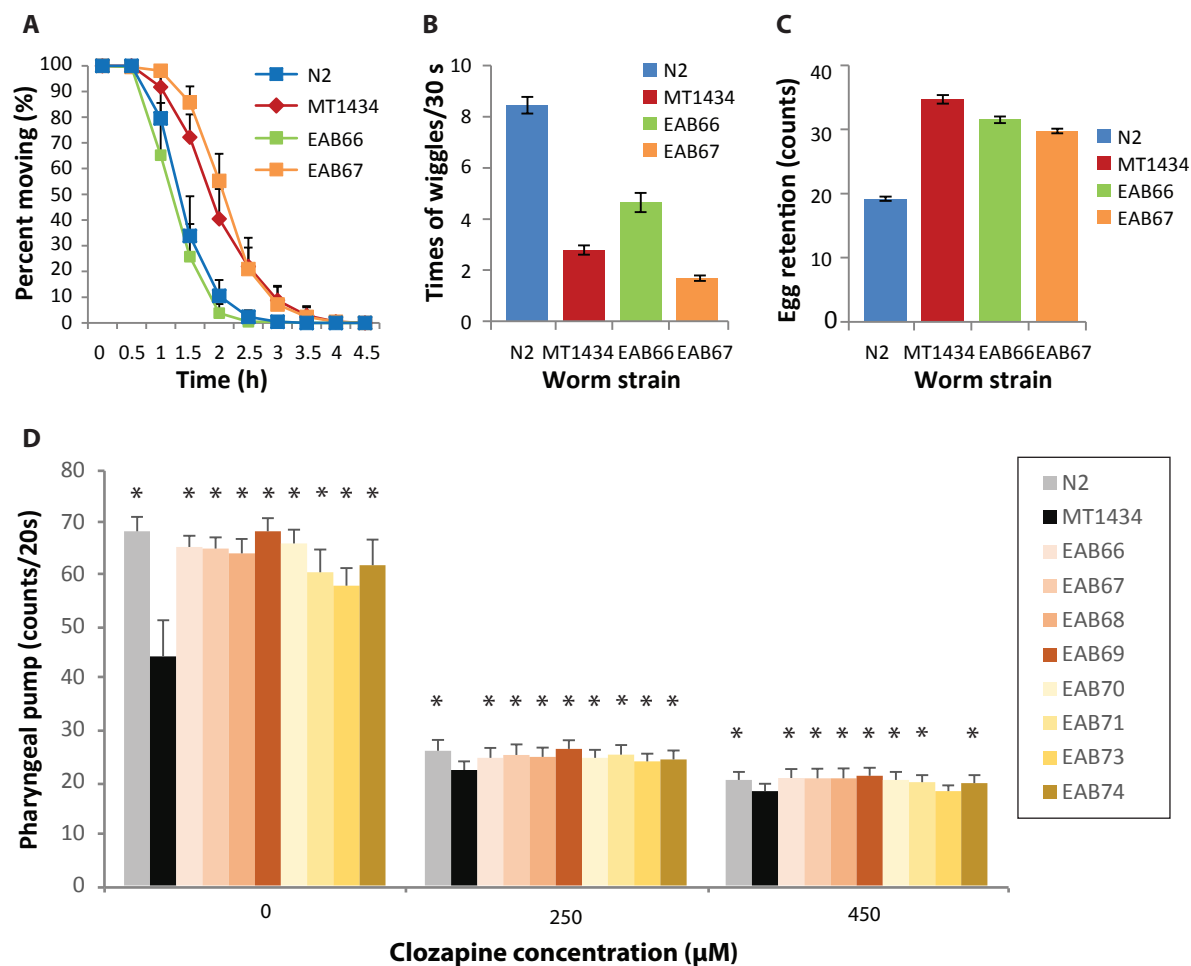 A
Percent moving (%)
100
90
80
70
60
50
40
30
20
10
0
0 0.5 1 1.5 2 2.5 3 3.5 4 4.5
Time (h)
N2
MT1434
EAB66
EAB67
B
Times of wiggles/30 s
10
8
6
4
2
0
N2 MT1434 EAB66 EAB67
Worm strain
N2
MT1434
EAB66
EAB67
C
Egg retention (counts)
40
30
20
10
0
N2 MT1434 EAB66 EAB67
Worm strain
N2
MT1434
EAB66
EAB67
D
Pharyngeal pump (counts/20s)
80
70
60
50
40
30
20
10
0
* * * * * * * * *
* * * * * * * * *
* * * * * * * *
0 250 450
Clozapine concentration (μM)
N2
MT1434
EAB66
EAB67
EAB68
EAB69
EAB70
EAB71
EAB73
EAB74